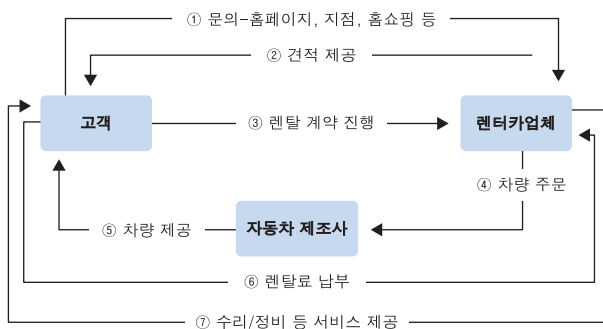 ① 문의-홈페이지, 지점, 홈쇼핑 등
② 견적 제공
고객
③ 렌탈 계약 진행
렌터카업체
④ 차량 주문
⑤ 차량 제공
자동차 제조사
⑥ 렌탈료 납부
⑦ 수리/정비 등 서비스 제공